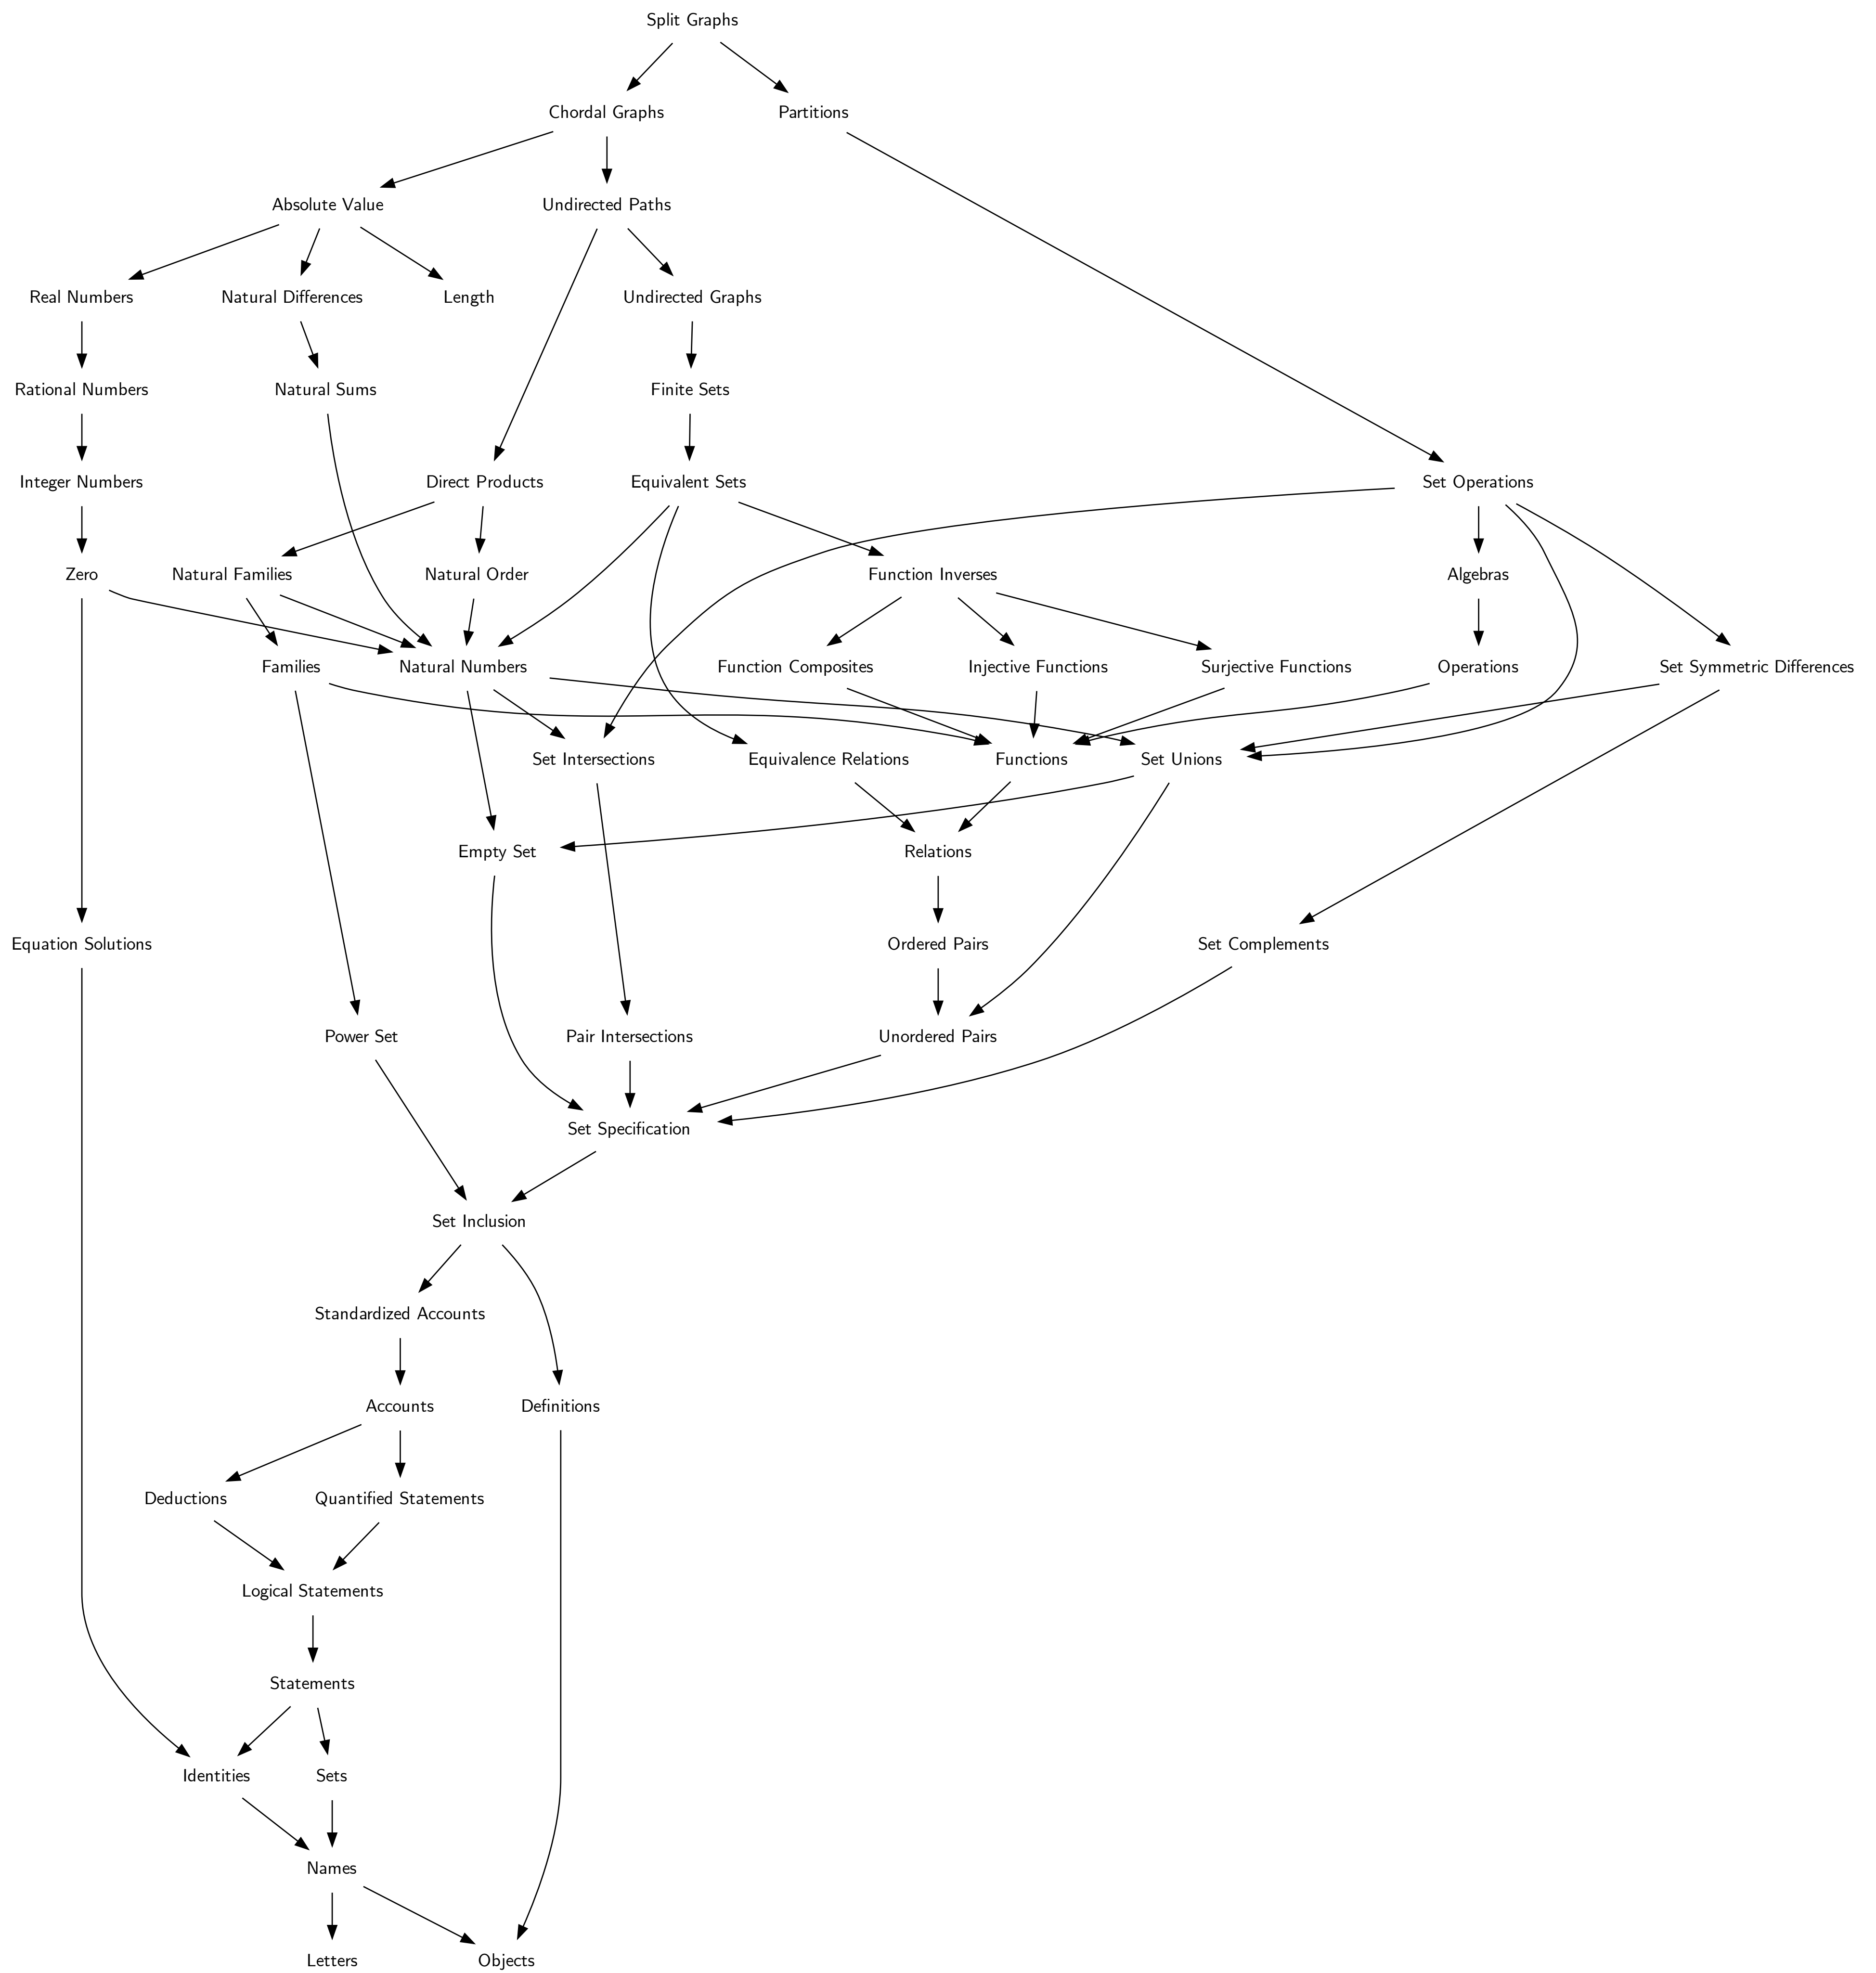 Split Graphs
Chordal Graphs
Partitions
Absolute Value
Undirected Paths
Real Numbers
Natural Differences
Length
Undirected Graphs
Rational Numbers
Natural Sums
Finite Sets
Integer Numbers
Direct Products
Equivalent Sets
Set Operations
Zero
Natural Families
Natural Order
Function Inverses
Algebras
Families
Natural Numbers
Function Composites
Injective Functions
Surjective Functions
Operations
Set Symmetric Differences
Set Intersections
Equivalence Relations
Functions
Set Unions
Empty Set
Relations
Equation Solutions
Ordered Pairs
Set Complements
Power Set
Pair Intersections
Unordered Pairs
Set Specification
Set Inclusion
Standardized Accounts
Accounts
Definitions
Deductions
Quantified Statements
Logical Statements
Statements
Identities
Sets
Names
Letters
Objects